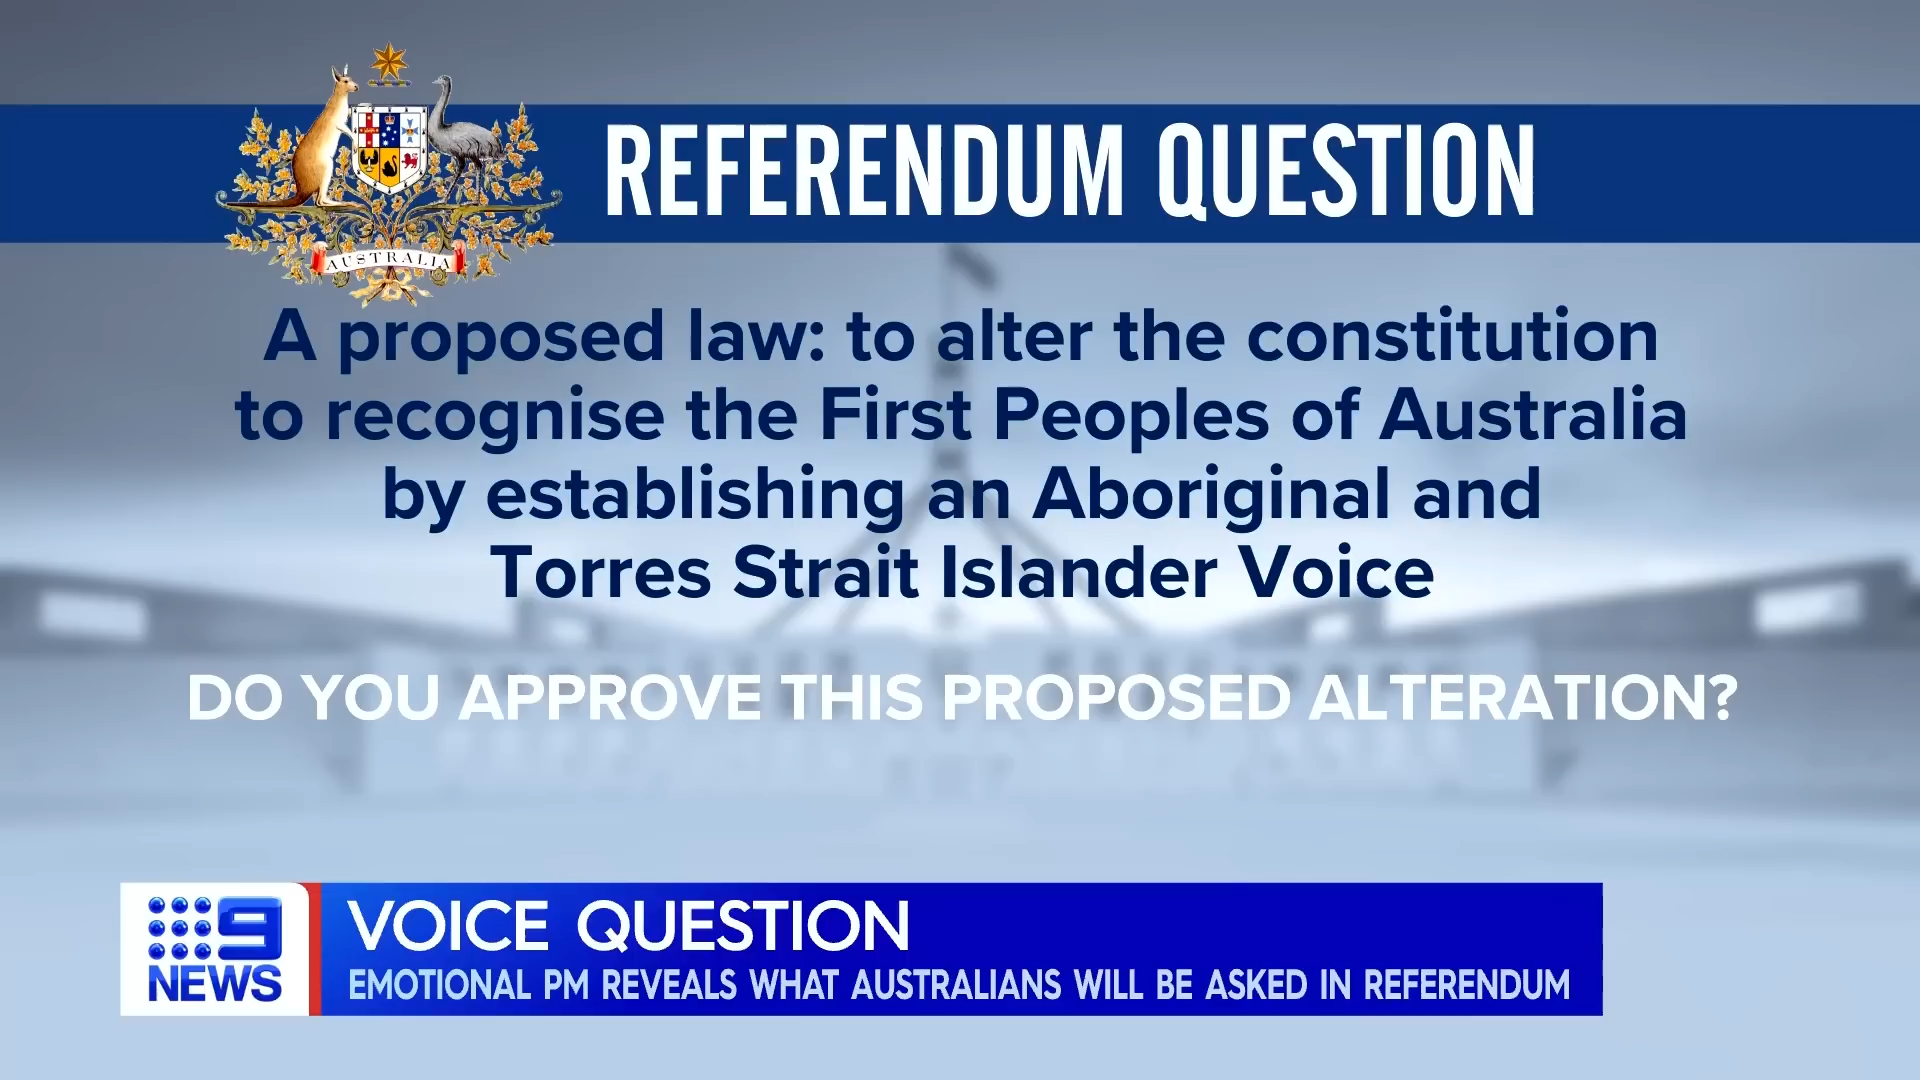 REFERENDUM QUESTION
AUSTRALIA
A proposed law: to alter the constitution
to recognise the First Peoples of Australia
by establishing an Aboriginal and
Torres Strait Islander Voice
DO YOU APPROVE THIS PROPOSED ALTERATION?
9
NEWS
VOICE QUESTION
EMOTIONAL PM REVEALS WHAT AUSTRALIANS WILL BE ASKED IN REFERENDUM